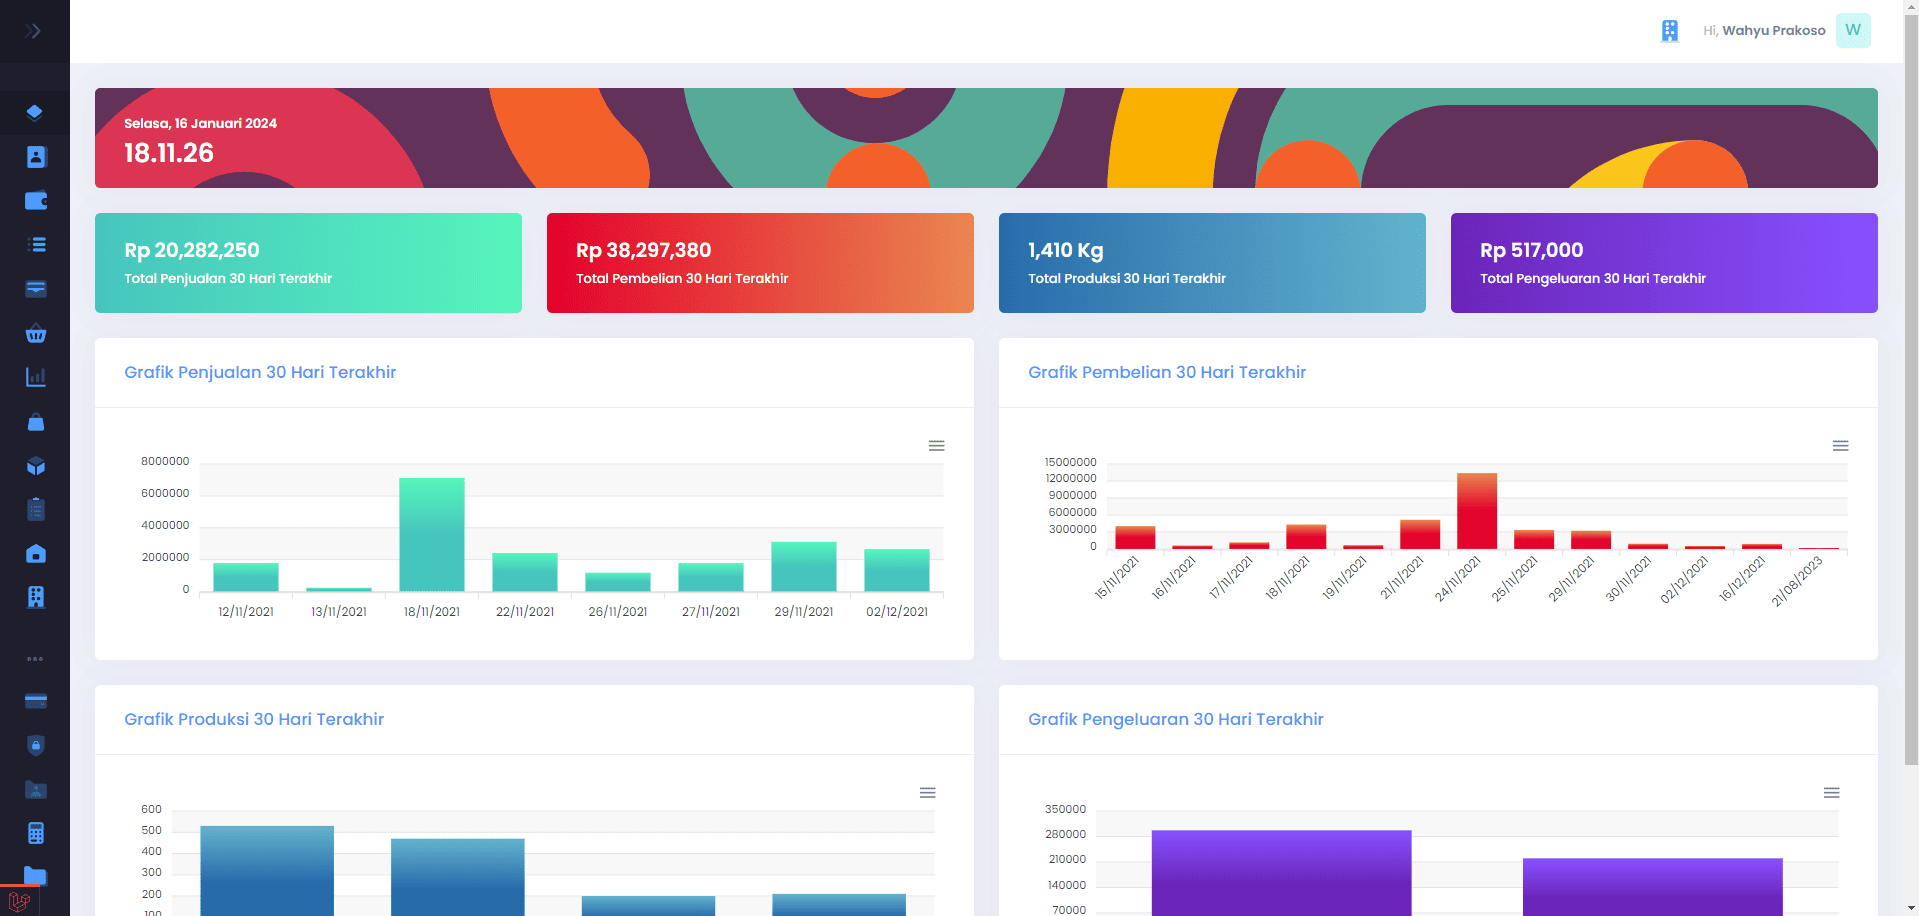 Hi, Wahyu Prakoso
W
Selasa, 16 Januari 2024
18.11.26
Rp 20,282,250
Total Penjualan 30 Hari Terakhir
Rp 38,297,380
Total Pembelian 30 Hari Terakhir
1,410 Kg
Total Produksi 30 Hari Terakhir
Rp 517,000
Total Pengeluaran 30 Hari Terakhir
Grafik Penjualan 30 Hari Terakhir
8000000
6000000
4000000
2000000
0
12/11/2021
13/11/2021
18/11/2021
22/11/2021
26/11/2021
27/11/2021
29/11/2021
02/12/2021
Grafik Pembelian 30 Hari Terakhir
15000000
12000000
9000000
6000000
3000000
0
15/11/2021
16/11/2021
17/11/2021
18/11/2021
19/11/2021
21/11/2021
24/11/2021
25/11/2021
29/11/2021
30/11/2021
02/12/2021
16/12/2021
21/08/2023
Grafik Produksi 30 Hari Terakhir
600
500
400
300
200
100
Grafik Pengeluaran 30 Hari Terakhir
350000
280000
210000
140000
70000